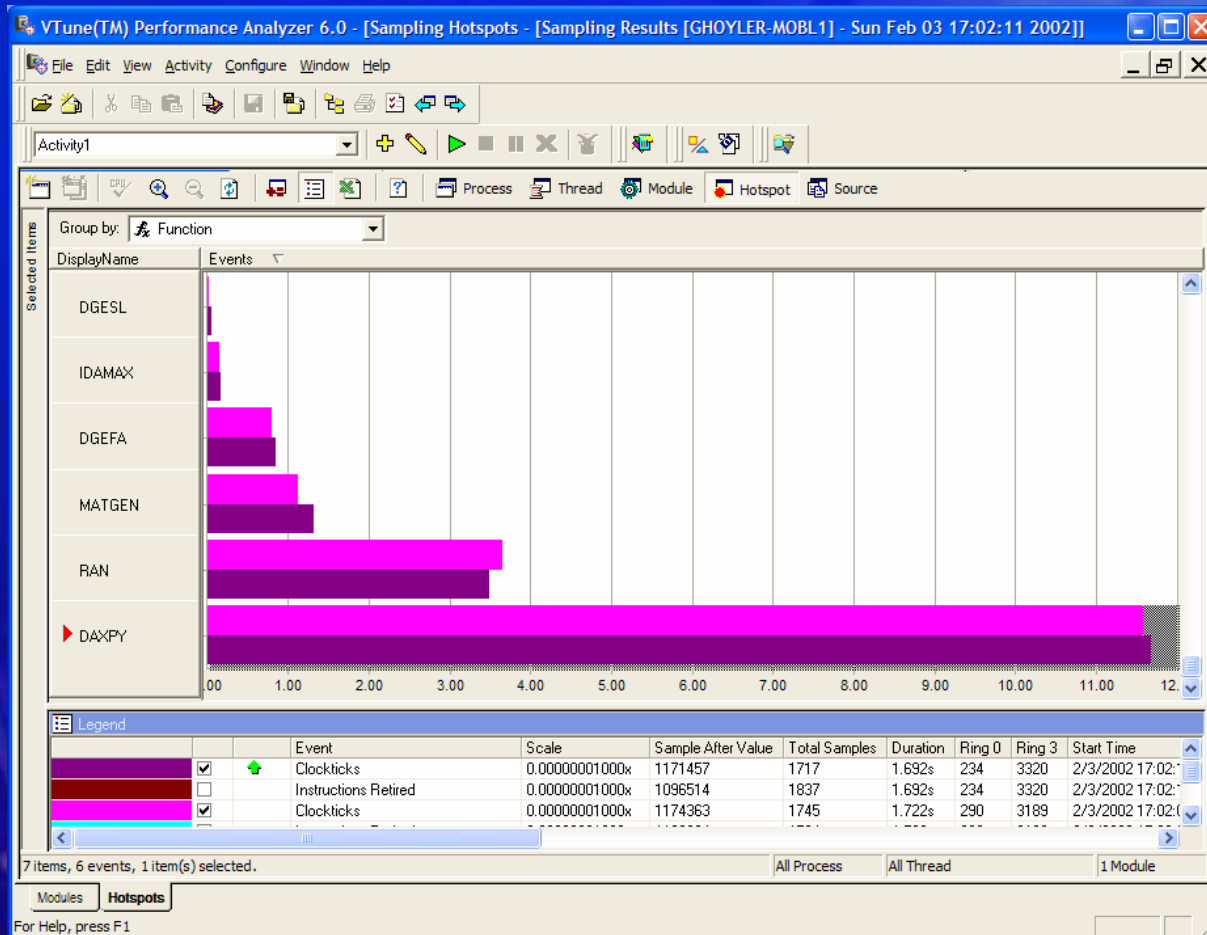 VTune(TM) Performance Analyzer 6.0 - [Sampling Hotspots - [Sampling Results [GHOYLER-MOBL1] - Sun Feb 03 17:02:11 2002]]
File Edit View Activity Configure Window Help
Activity1
CPU Process Thread Module Hotspot Source
Selected Items
Group by: fx Function
DisplayName Events
DGESL
IDAMAX
DGEFA
MATGEN
RAN
DAXPY
.00 1.00 2.00 3.00 4.00 5.00 6.00 7.00 8.00 9.00 10.00 11.00 12.
Legend
Event Scale Sample After Value Total Samples Duration Ring 0 Ring 3 Start Time
Clockticks 0.00000001000x 1171457 1717 1.692s 234 3320 2/3/2002 17:02:
Instructions Retired 0.00000001000x 1096514 1837 1.692s 234 3320 2/3/2002 17:02:
Clockticks 0.00000001000x 1174363 1745 1.722s 290 3189 2/3/2002 17:02:
7 items, 6 events, 1 item(s) selected. All Process All Thread 1 Module
Modules Hotspots
For Help, press F1